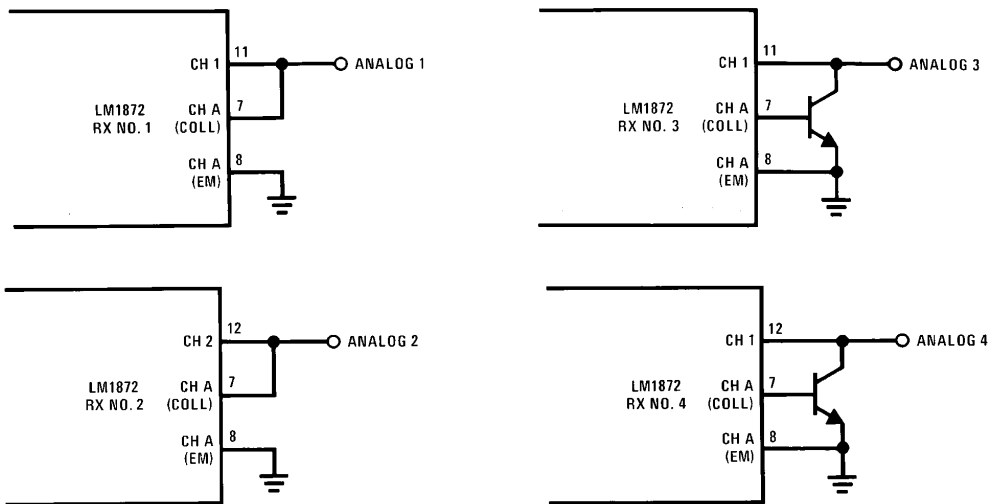 CH 1 11 ANALOG 1
LM1872
RX NO. 1
CH A
(COLL) 7
CH A
(EM) 8
CH 1 11 ANALOG 3
LM1872
RX NO. 3
CH A
(COLL) 7
CH A
(EM) 8
CH 2 12 ANALOG 2
LM1872
RX NO. 2
CH A
(COLL) 7
CH A
(EM) 8
CH 1 12 ANALOG 4
LM1872
RX NO. 4
CH A
(COLL) 7
CH A
(EM) 8